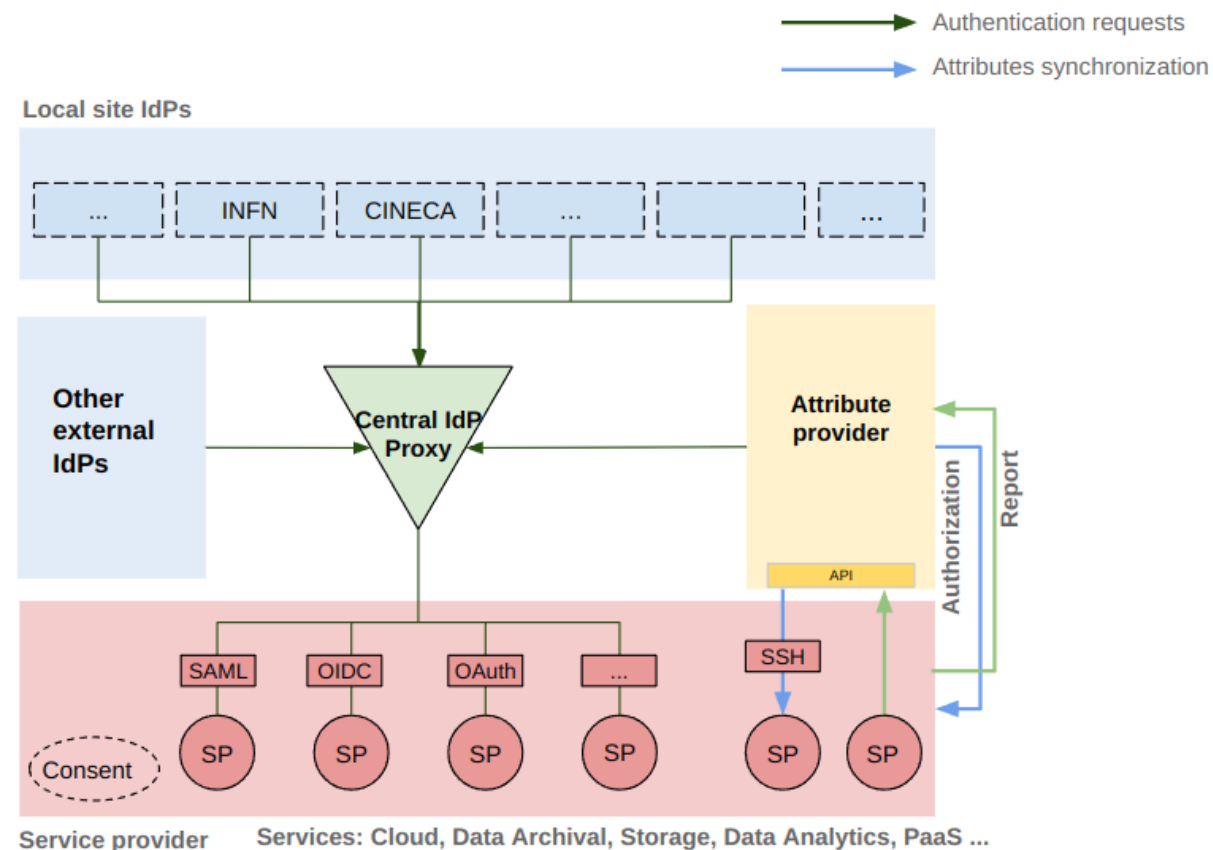 Authentication requests
Attributes synchronization
Local site IdPs
...
INFN
CINECA
...
...
Other
external
IdPs
Central IdP
Proxy
Attribute
provider
Authorization
Report
API
SAML
OIDC
OAuth
...
SSH
SP
SP
SP
SP
SP
SP
Consent
Service provider
Services: Cloud, Data Archival, Storage, Data Analytics, PaaS ...